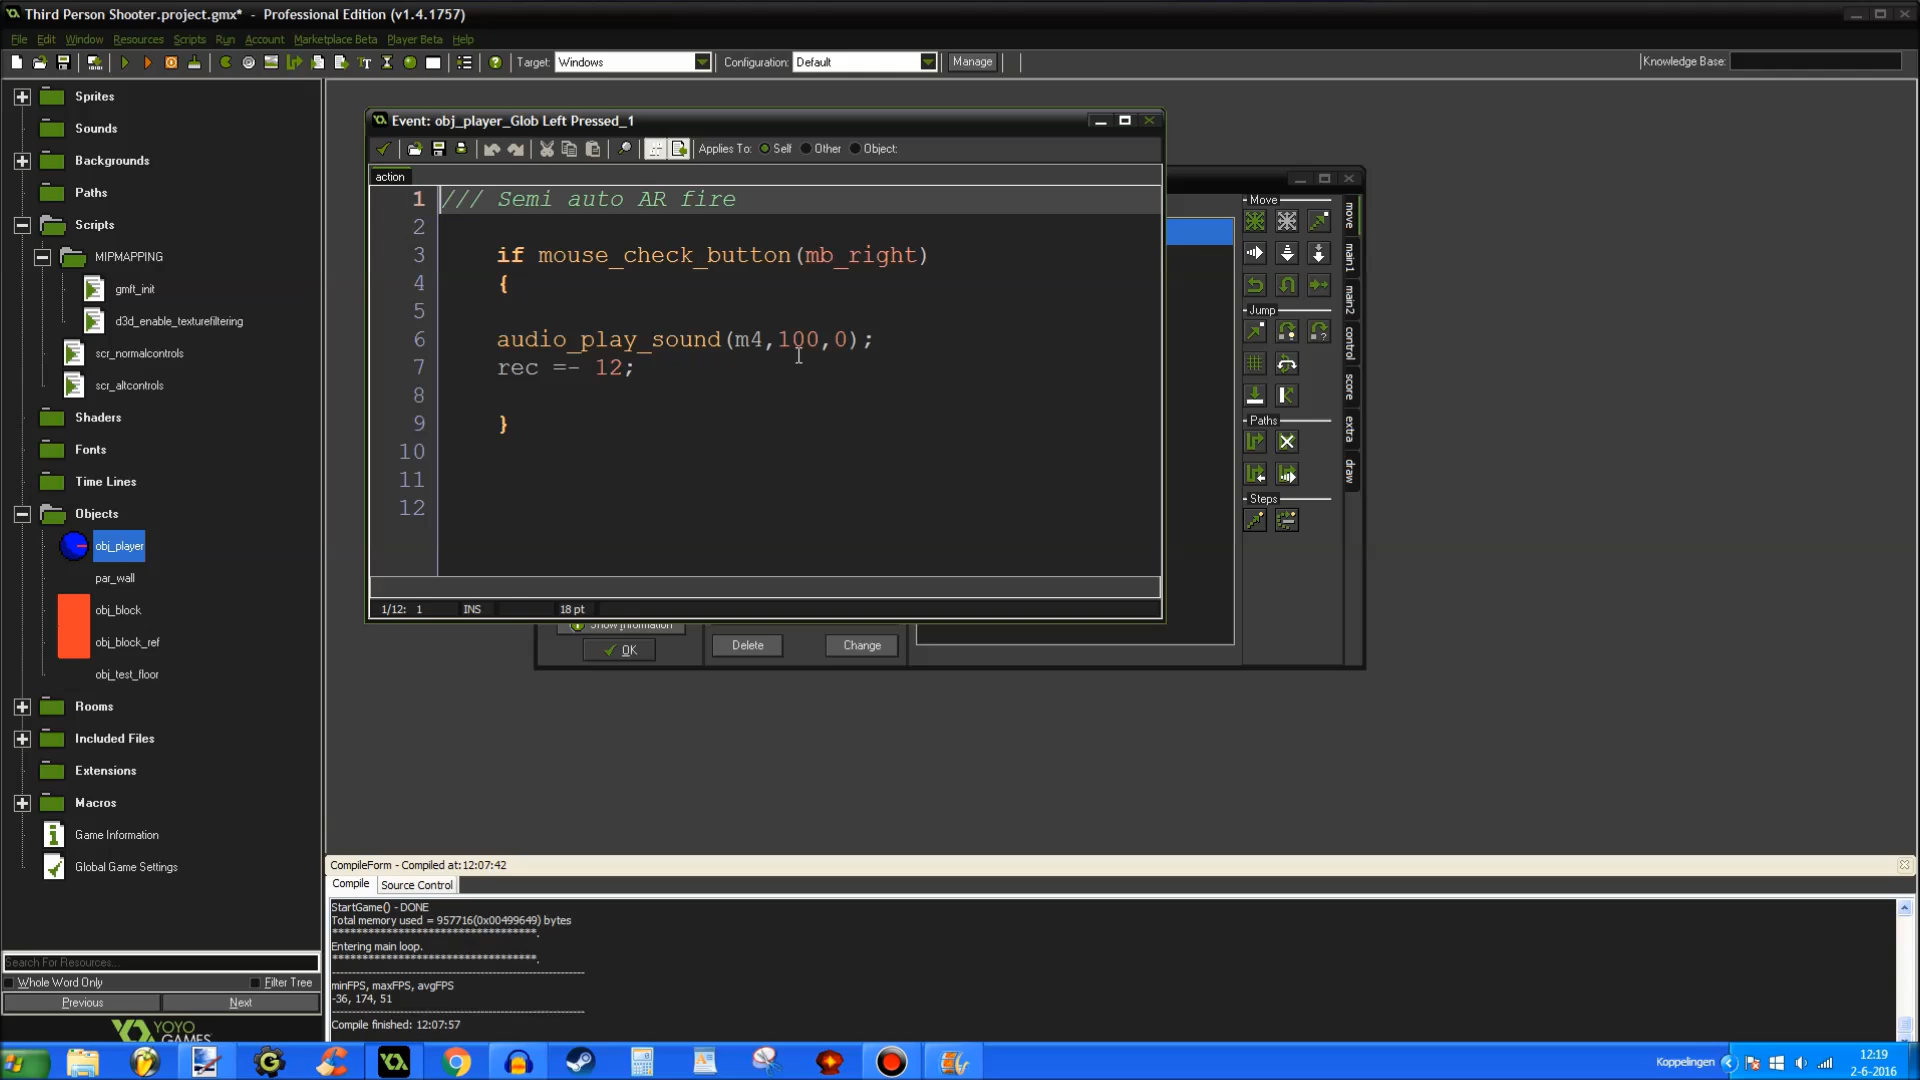 Third Person Shooter.project.gmx* - Professional Edition (v1.4.1757)
File Edit Window Resources Scripts Run Account Marketplace Beta Player Beta Help
Target: Windows Configuration: Default Manage Knowledge Base:
Sprites
Sounds
Backgrounds
Paths
Scripts
MIPMAPPING
gmft_init
d3d_enable_texturefiltering
scr_normalcontrols
scr_altcontrols
Shaders
Fonts
Time Lines
Objects
obj_player
par_wall
obj_block
obj_block_ref
obj_test_floor
Rooms
Included Files
Extensions
Macros
Game Information
Global Game Settings
Search For Resources...
Whole Word Only Filter Tree
Previous Next
YOYO
GAMES
Event: obj_player_Glob Left Pressed_1
Applies To: Self Other Object:
action
1 /// Semi auto AR fire
2
3 if mouse_check_button(mb_right)
4 {
5
6 audio_play_sound(m4,100,0);
7 rec =- 12;
8
9 }
10
11
12
1/12: 1 INS 18 pt
Show Information
OK
Delete Change
Move
Jump
Paths
Steps
move
main1
main2
control
score
extra
draw
CompileForm - Compiled at:12:07:42
Compile Source Control
StartGame() - DONE
Total memory used = 957716(0x00499649) bytes
***********************************.
Entering main loop.
***********************************.
minFPS, maxFPS, avgFPS
-36, 174, 51
Compile finished: 12:07:57
Koppelingen
12:19
2-6-2016